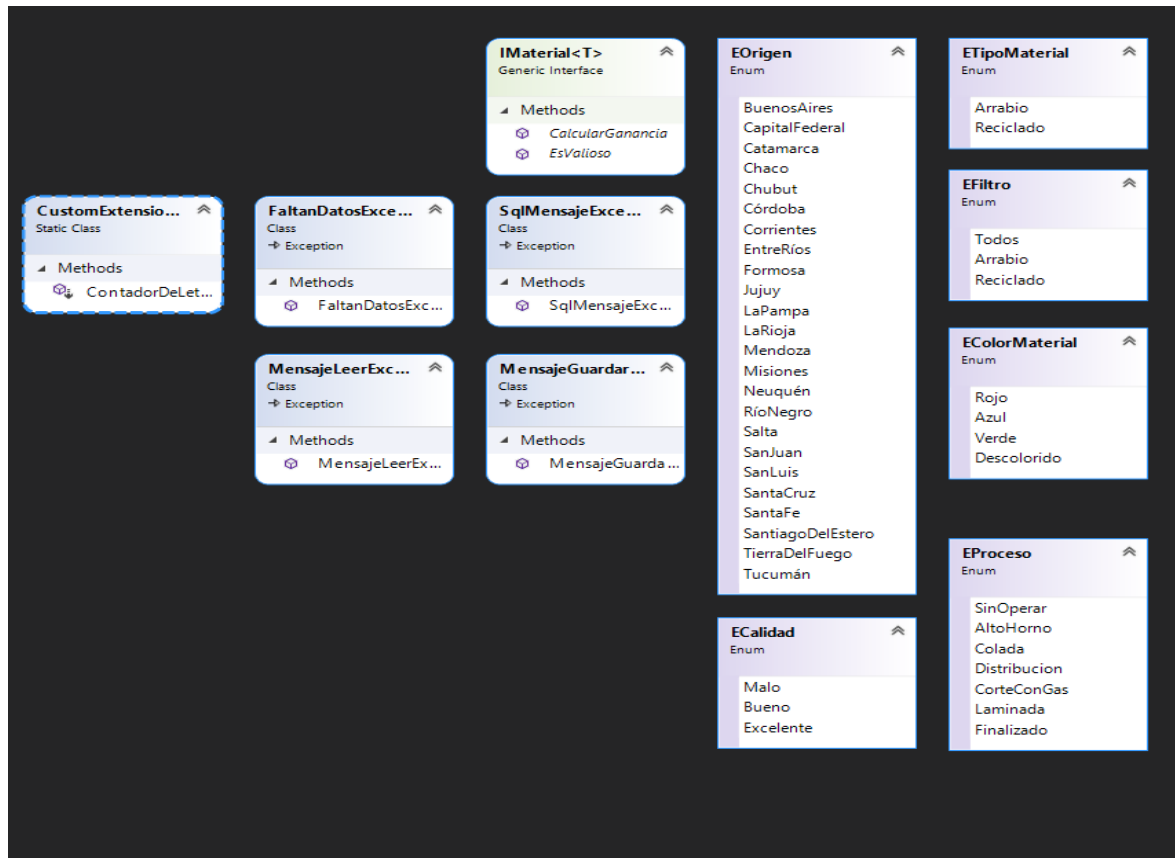 IMaterial<T>
Generic Interface
Methods
CalcularGanancia
EsValioso
EOrigen
Enum
BuenosAires
CapitalFederal
Catamarca
Chaco
Chubut
Córdoba
Corrientes
EntreRíos
Formosa
Jujuy
LaPampa
LaRioja
Mendoza
Misiones
Neuquén
RíoNegro
Salta
SanJuan
SanLuis
SantaCruz
SantaFe
SantiagoDelEstero
TierraDelFuego
Tucumán
ETipoMaterial
Enum
Arrabio
Reciclado
EFiltro
Enum
Todos
Arrabio
Reciclado
CustomExtensio...
Static Class
Methods
ContadorDeLet...
FaltanDatosExce...
Class
Exception
Methods
FaltanDatosExc...
SqlMensajeExce...
Class
Exception
Methods
SqlMensajeExc...
EColorMaterial
Enum
Rojo
Azul
Verde
Descolorido
MensajeLeerExc...
Class
Exception
Methods
MensajeLeerEx...
MensajeGuardar...
Class
Exception
Methods
MensajeGuarda...
ECalidad
Enum
Malo
Bueno
Excelente
EProceso
Enum
SinOperar
AltoHorno
Colada
Distribucion
CorteConGas
Laminada
Finalizado